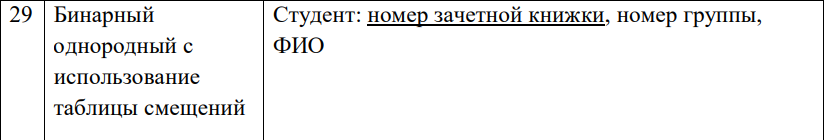 29
Бинарный
однородный с
использование
таблицы смещений
Студент: номер зачетной книжки, номер группы,
ФИО